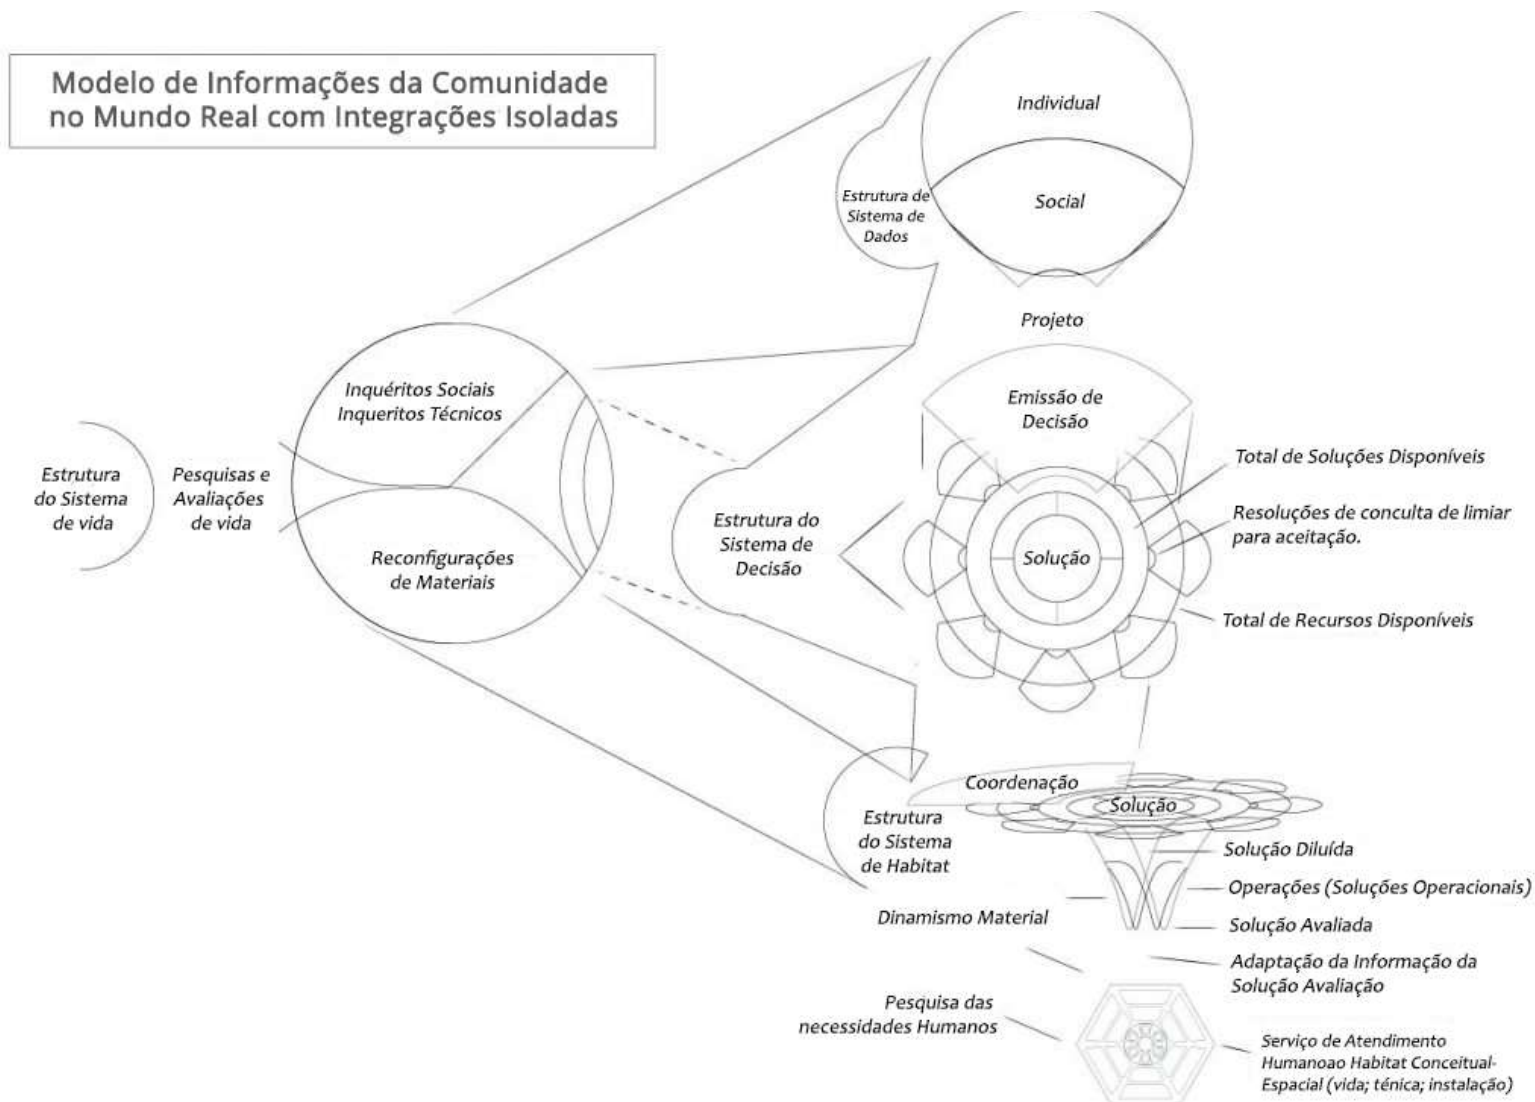 Modelo de Informações da Comunidade
no Mundo Real com Integrações Isoladas
Individual
Social
Estrutura de
Sistema de
Dados
Projeto
Inquéritos Sociais
Inqueritos Técnicos
Reconfigurações
de Materiais
Estrutura
do Sistema
de vida
Pesquisas e
Avaliações
de vida
Emissão de
Decisão
Estrutura do
Sistema de
Decisão
Solução
Total de Soluções Disponíveis
Resoluções de conculta de limiar
para aceitação.
Total de Recursos Disponíveis
Coordenação
Solução
Estrutura
do Sistema
de Habitat
Solução Diluída
Operações (Soluções Operacionais)
Solução Avaliada
Dinamismo Material
Adaptação da Informação da
Solução Avaliação
Pesquisa das
necessidades Humanos
Serviço de Atendimento
Humanoao Habitat Conceitual-
Espacial (vida; ténica; instalação)